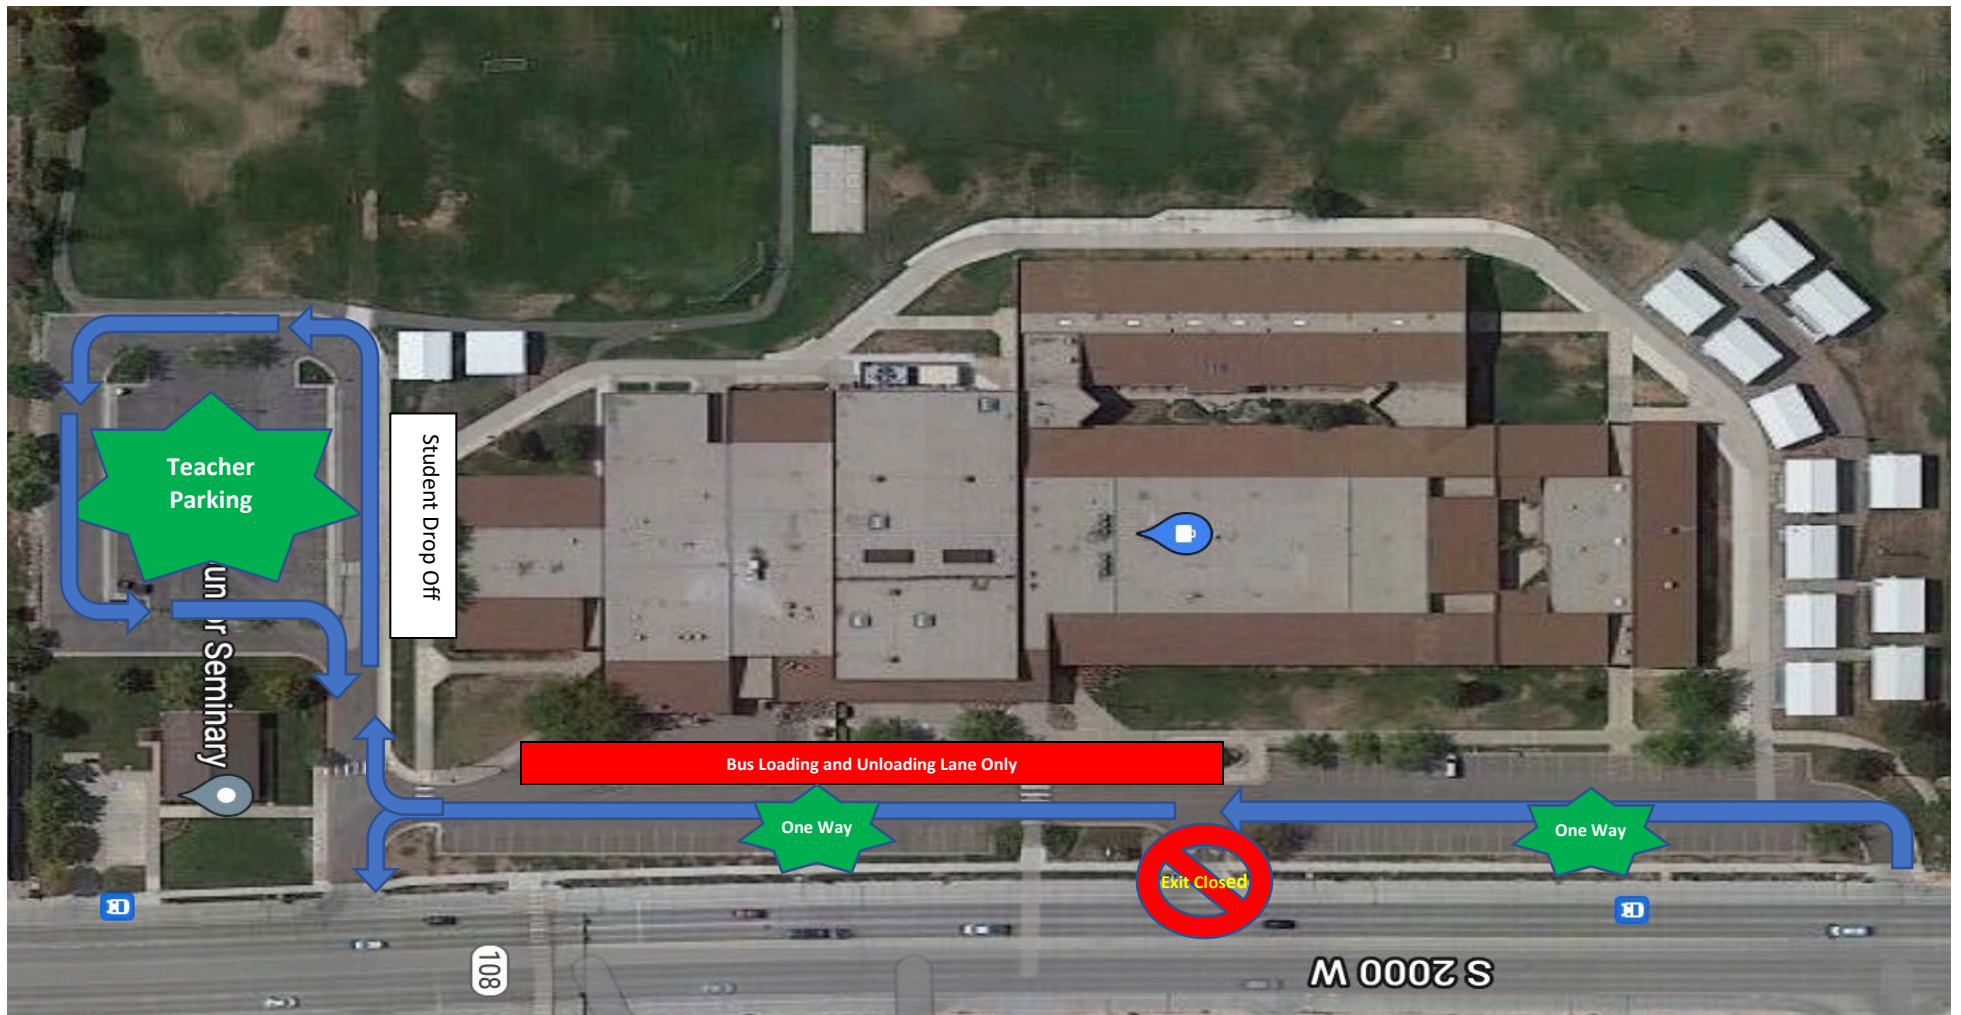 Teacher
Parking
Student Drop Off
or Seminary
Bus Loading and Unloading Lane Only
One Way
One Way
Exit Closed
108
S 2000 W